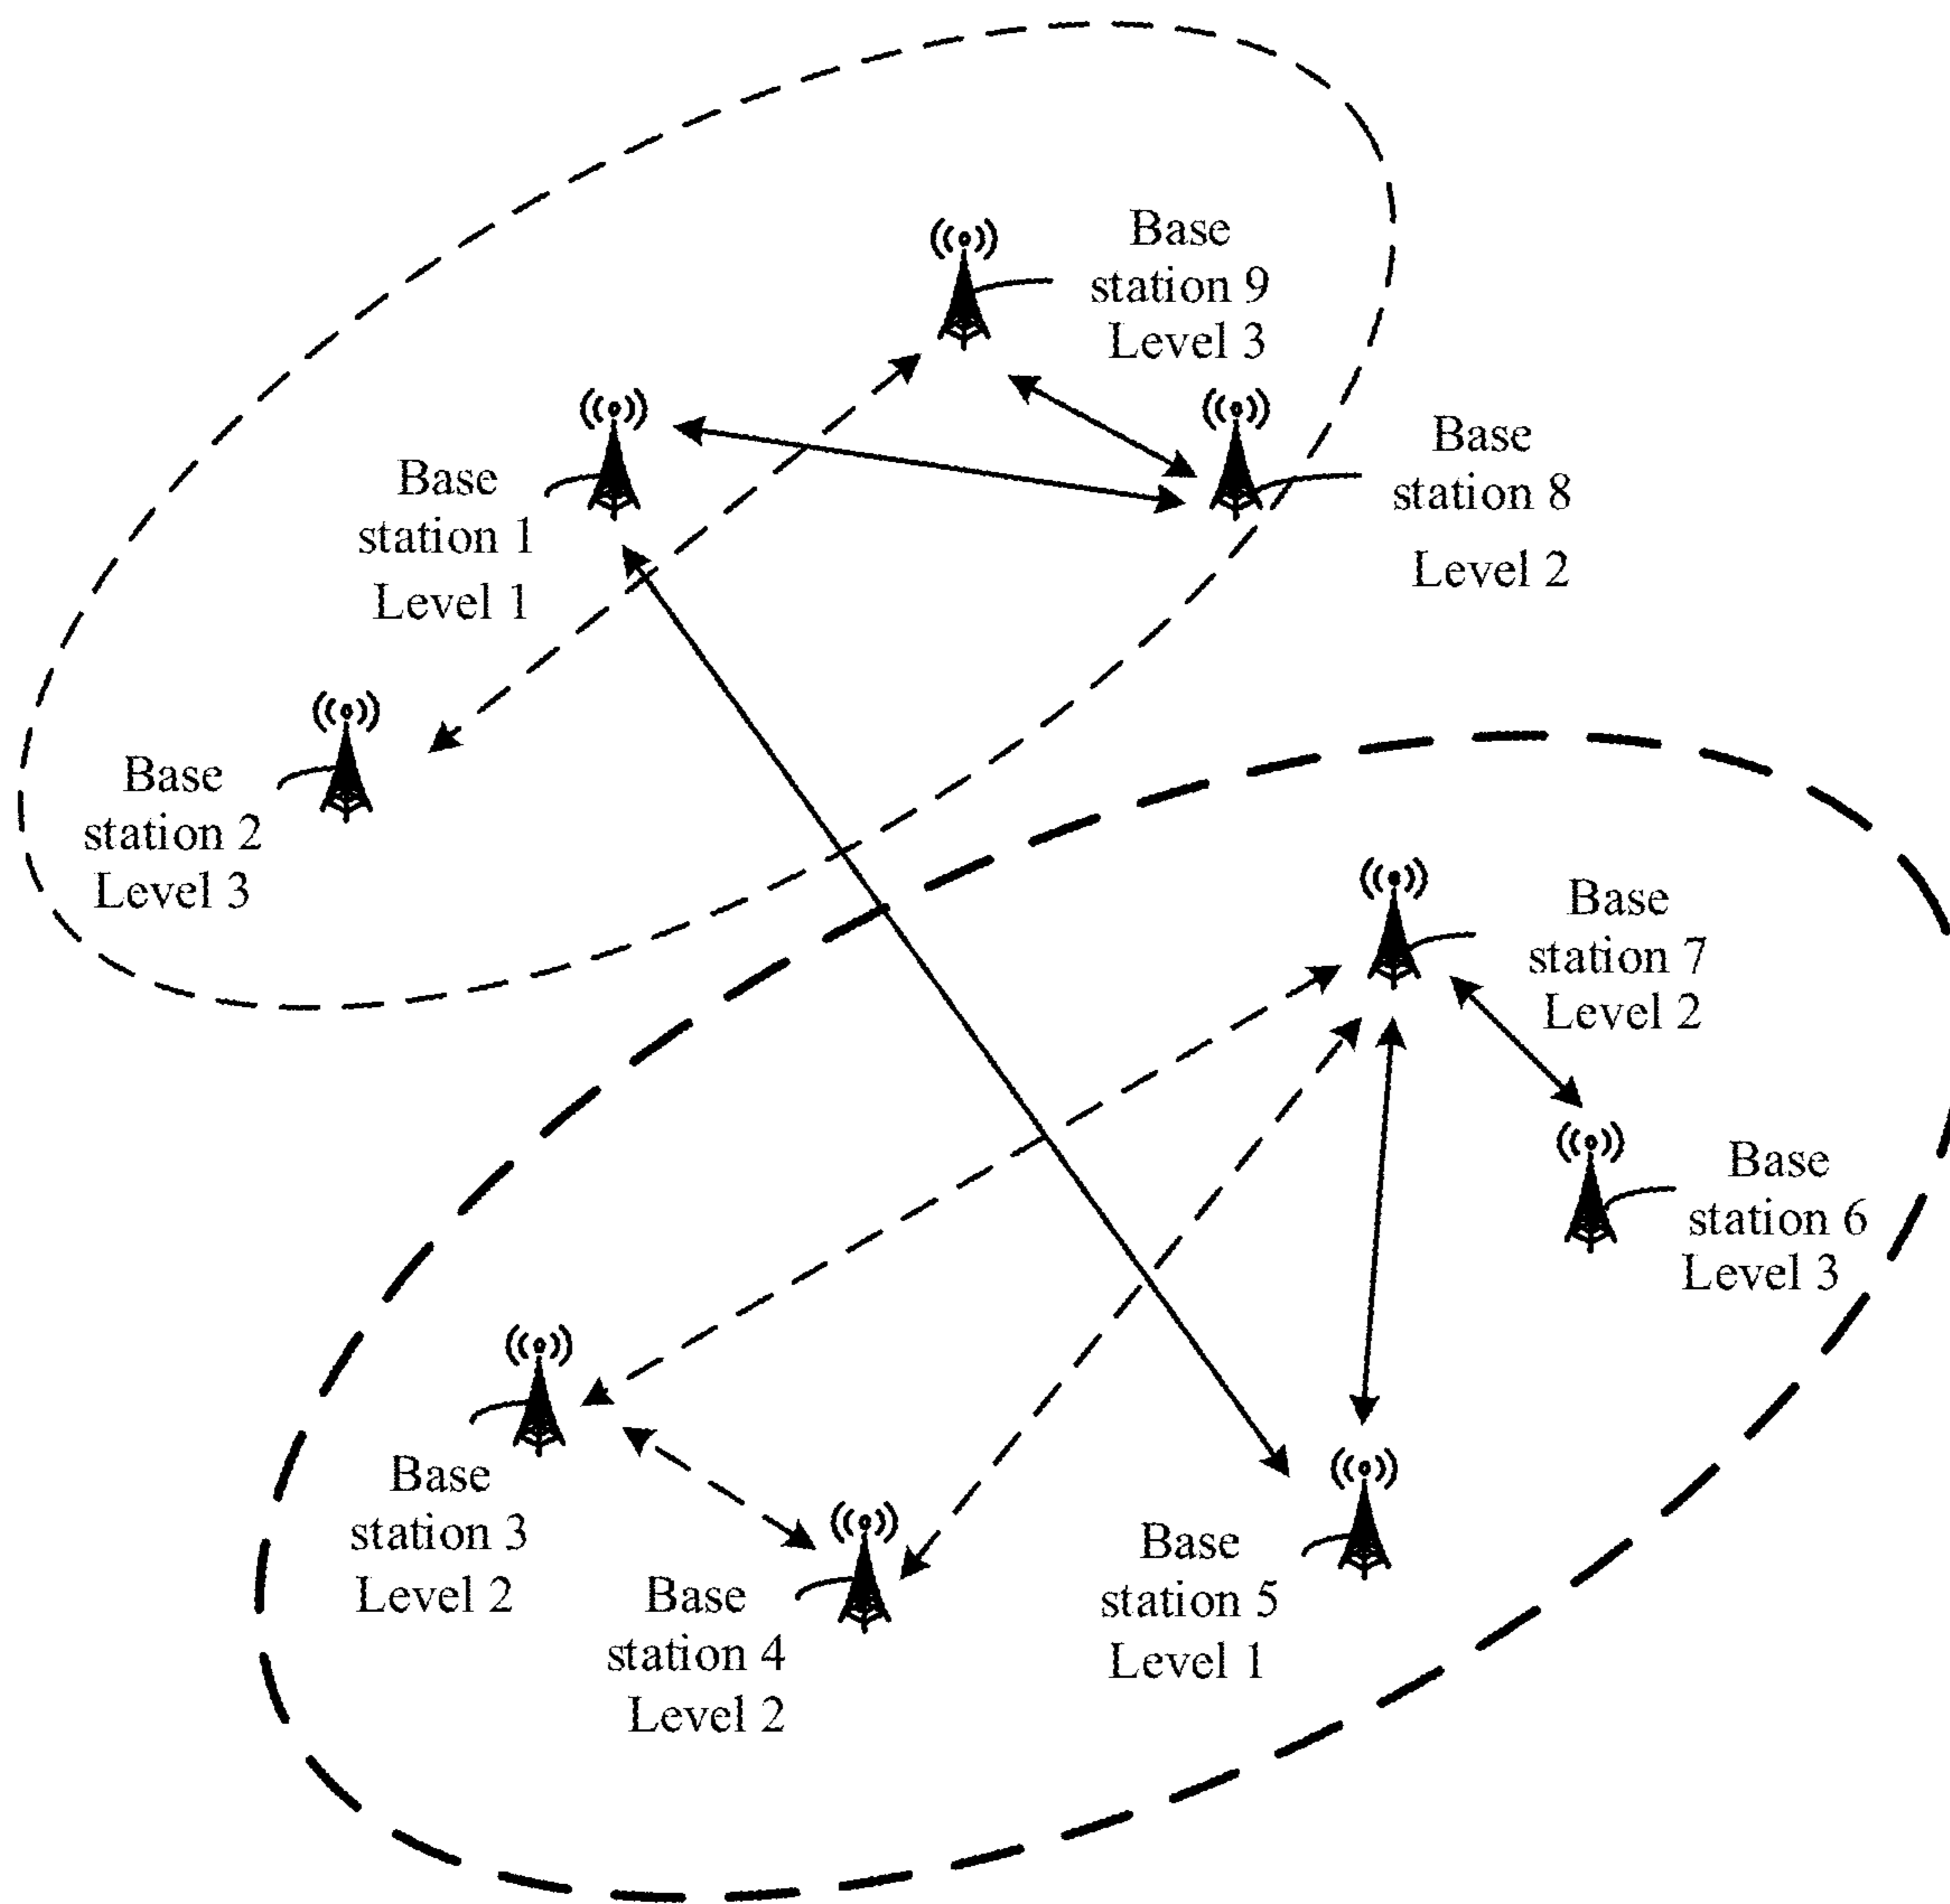 Base
station 9
Level 3
Base
station 8
Level 2
Base
station 1
Level 1
Base
station 2
Level 3
Base
station 7
Level 2
Base
station 6
Level 3
Base
station 3
Level 2
Base
station 4
Level 2
Base
station 5
Level 1